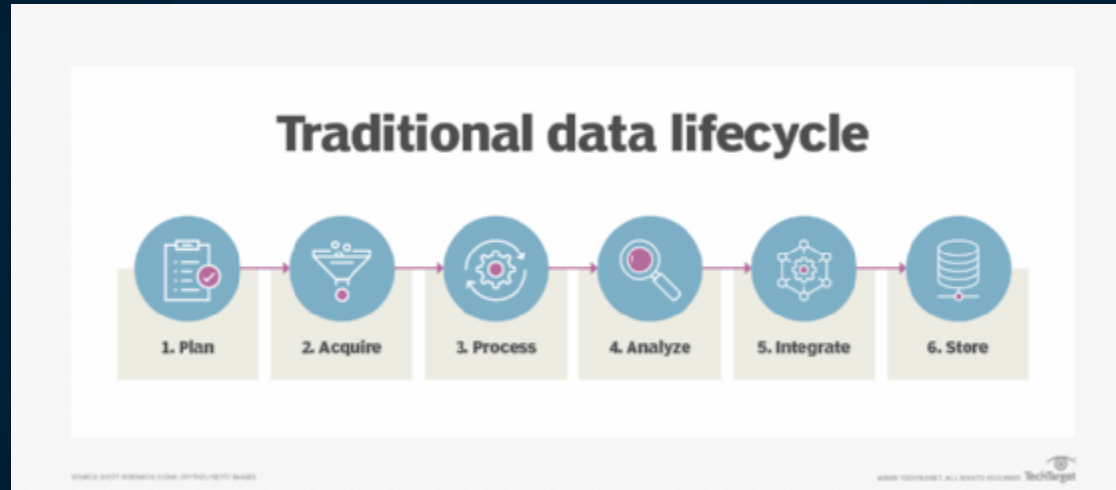 Traditional data lifecycle
1. Plan
2. Acquire
3. Process
4. Analyze
5. Integrate
6. Store
TechTarget